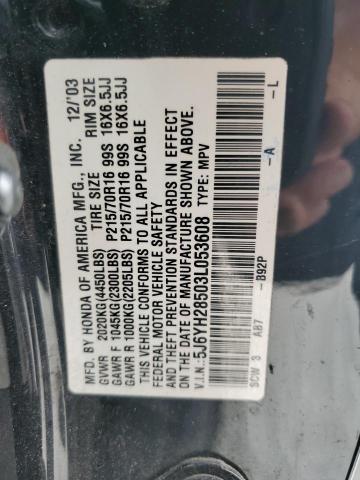 MFD. BY HONDA OF AMERICA MFG., INC. 12/'03
TIRE SIZE RIM SIZE
GVWR 2020KG(4450LBS)
GAWR F 1045KG(2300LBS) P215/70R16 99S 16X6.5JJ
GAWR R 1000KG(2205LBS) P215/70R16 99S 16X6.5JJ
THIS VEHICLE CONFORMS TO ALL APPLICABLE
FEDERAL MOTOR VEHICLE SAFETY
AND THEFT PREVENTION STANDARDS IN EFFECT
ON THE DATE OF MANUFACTURE SHOWN ABOVE.
V.I.N.: 5J6YH28503L053608 TYPE: MPV
SCW 3 AB7 -B92P -A -L